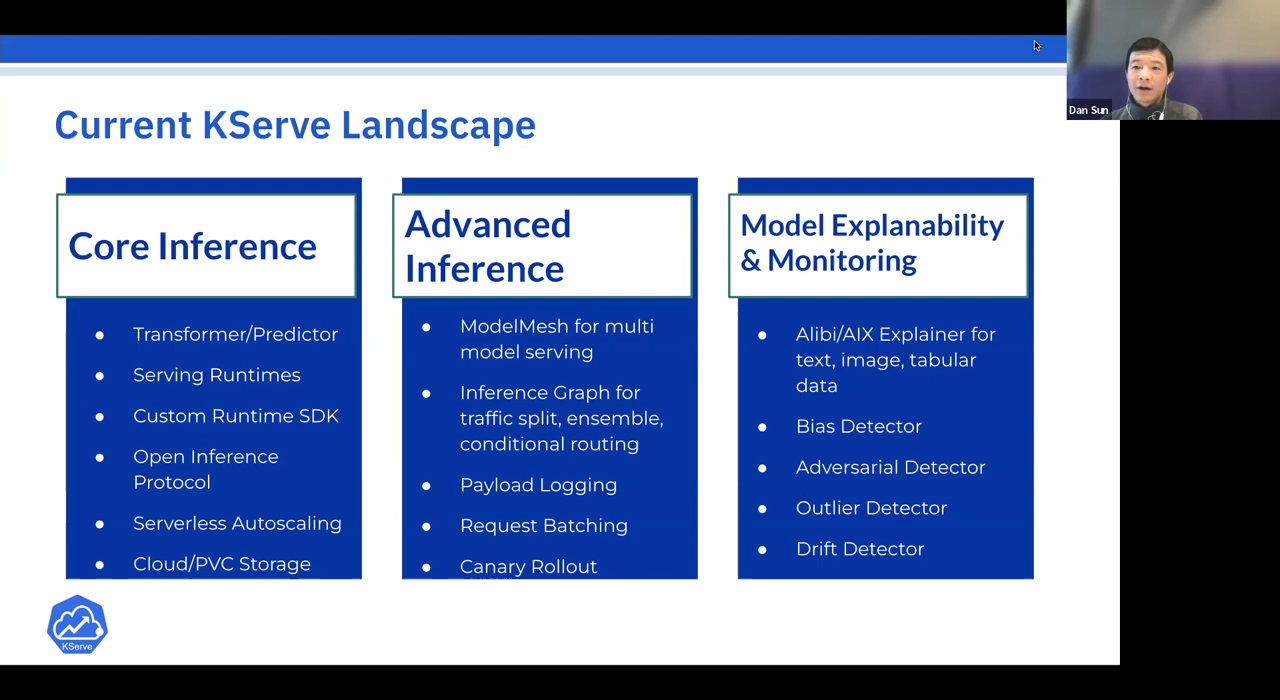 Dan Sun
Current KServe Landscape
Core Inference
Transformer/Predictor
Serving Runtimes
Custom Runtime SDK
Open Inference
Protocol
Serverless Autoscaling
Cloud/PVC Storage
Advanced
Inference
ModelMesh for multi
model serving
Inference Graph for
traffic split, ensemble,
conditional routing
Payload Logging
Request Batching
Canary Rollout
Model Explanability
& Monitoring
Alibi/AIX Explainer for
text, image, tabular
data
Bias Detector
Adversarial Detector
Outlier Detector
Drift Detector
KServe